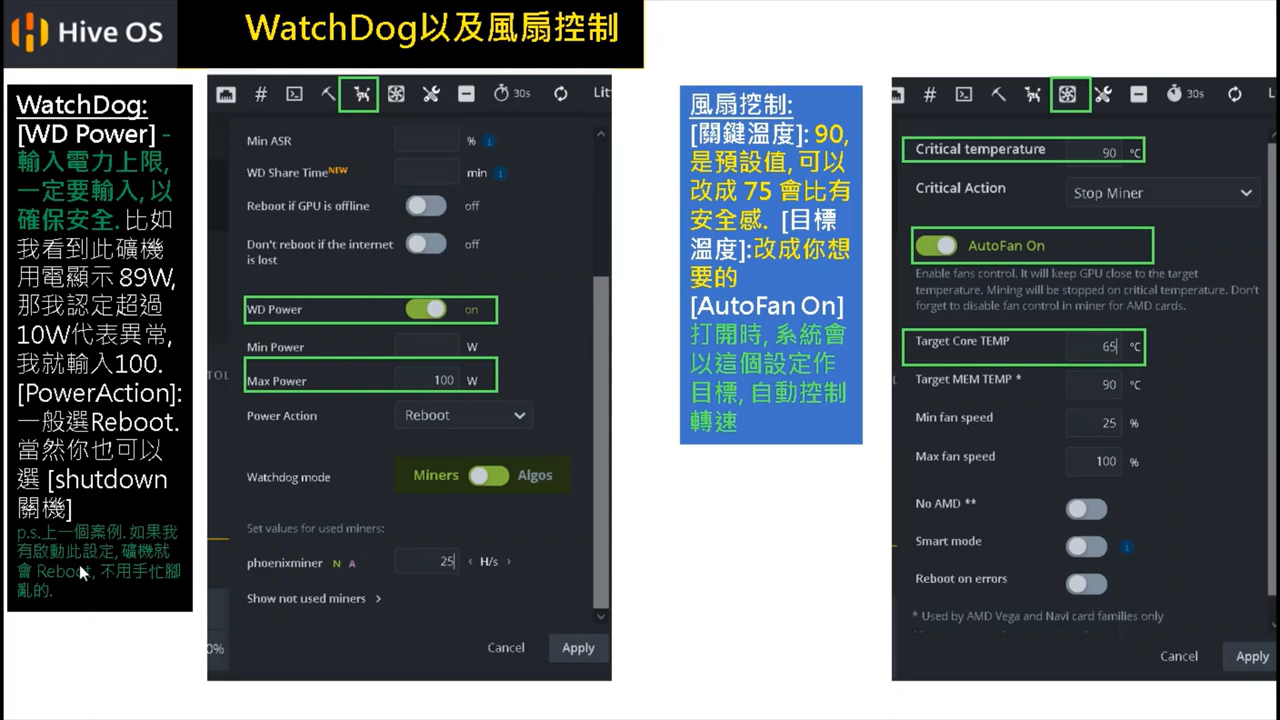 Hive OS
WatchDog以及風扇控制
WatchDog:
[WD Power] -
輸入電力上限,
一定要輸入, 以
確保安全. 比如
我看到此礦機
用電顯示 89W,
那我認定超過
10W代表異常,
我就輸入100.
[PowerAction]:
一般選Reboot.
當然你也可以
選 [shutdown
關機]
p.s.上一個案例. 如果我
有啟動此設定, 礦機就
會 Reboot, 不用手忙腳
亂的.
# 30s Lit
Min ASR %
WD Share Time NEW min
Reboot if GPU is offline off
Don't reboot if the internet
is lost off
WD Power on
Min Power W
TOL
Max Power 100 W
Power Action Reboot
Watchdog mode Miners Algos
Set values for used miners:
phoenixminer N A 25 ‹ H/s ›
Show not used miners ›
0%
Cancel Apply
風扇挖制:
[關鍵溫度]: 90,
是預設值, 可以
改成 75 會比有
安全感. [目標
溫度]:改成你想
要的
[AutoFan On]
打開時, 系統會
以這個設定作
目標, 自動控制
轉速
# 30s L
Critical temperature 90 °C
Critical Action Stop Miner
AutoFan On
Enable fans control. It will keep GPU close to the target
temperature. Mining will be stopped on critical temperature. Don't
forget to disable fan control in miner for AMD cards.
Target Core TEMP 65 °C
Target MEM TEMP * 90 °C
Min fan speed 25 %
Max fan speed 100 %
No AMD **
Smart mode
Reboot on errors
* Used by AMD Vega and Navi card families only
Cancel Apply